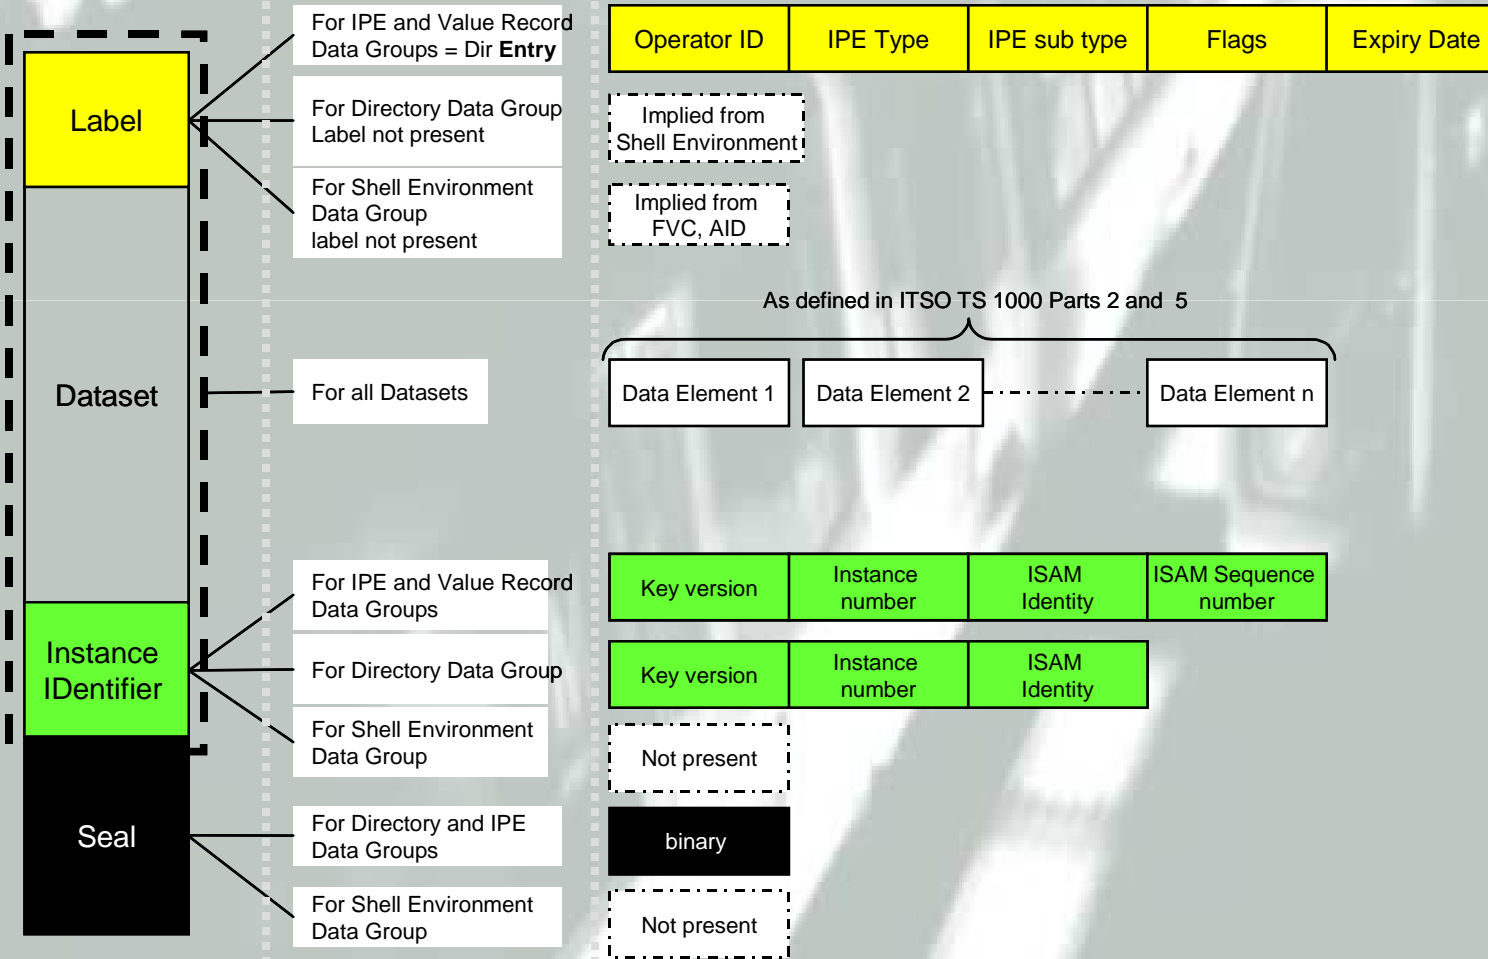 For IPE and Value Record
Data Groups = Dir Entry
Operator ID
IPE Type
IPE sub type
Flags
Expiry Date
Label
For Directory Data Group
Label not present
Implied from
Shell Environment
For Shell Environment
Data Group
label not present
Implied from
FVC, AID
As defined in ITSO TS 1000 Parts 2 and 5
Dataset
For all Datasets
Data Element 1
Data Element 2
Data Element n
For IPE and Value Record
Data Groups
Key version
Instance
number
ISAM
Identity
ISAM Sequence
number
Instance
IDentifier
For Directory Data Group
Key version
Instance
number
ISAM
Identity
For Shell Environment
Data Group
Not present
Seal
For Directory and IPE
Data Groups
binary
For Shell Environment
Data Group
Not present